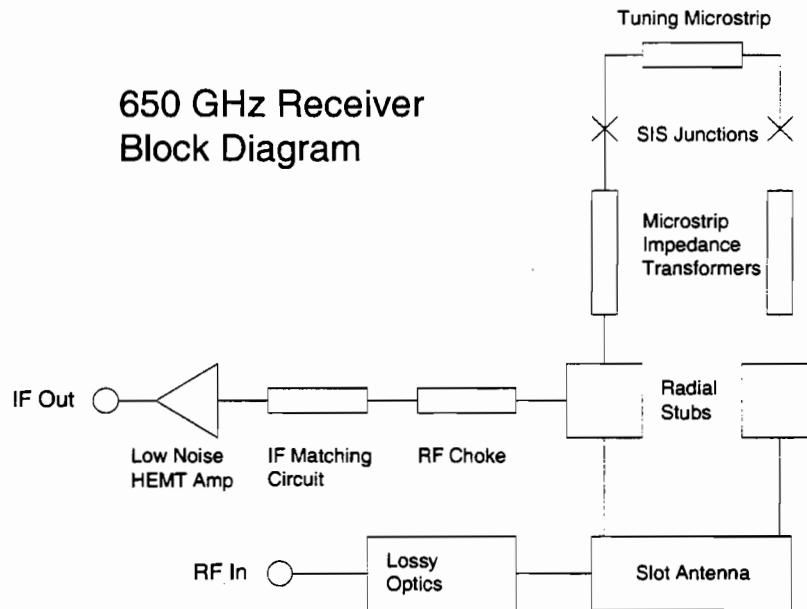 Tuning Microstrip
650 GHz Receiver
Block Diagram
SIS Junctions
Microstrip
Impedance
Transformers
Radial
Stubs
IF Out
Low Noise
HEMT Amp
IF Matching
Circuit
RF Choke
RF In
Lossy
Optics
Slot Antenna